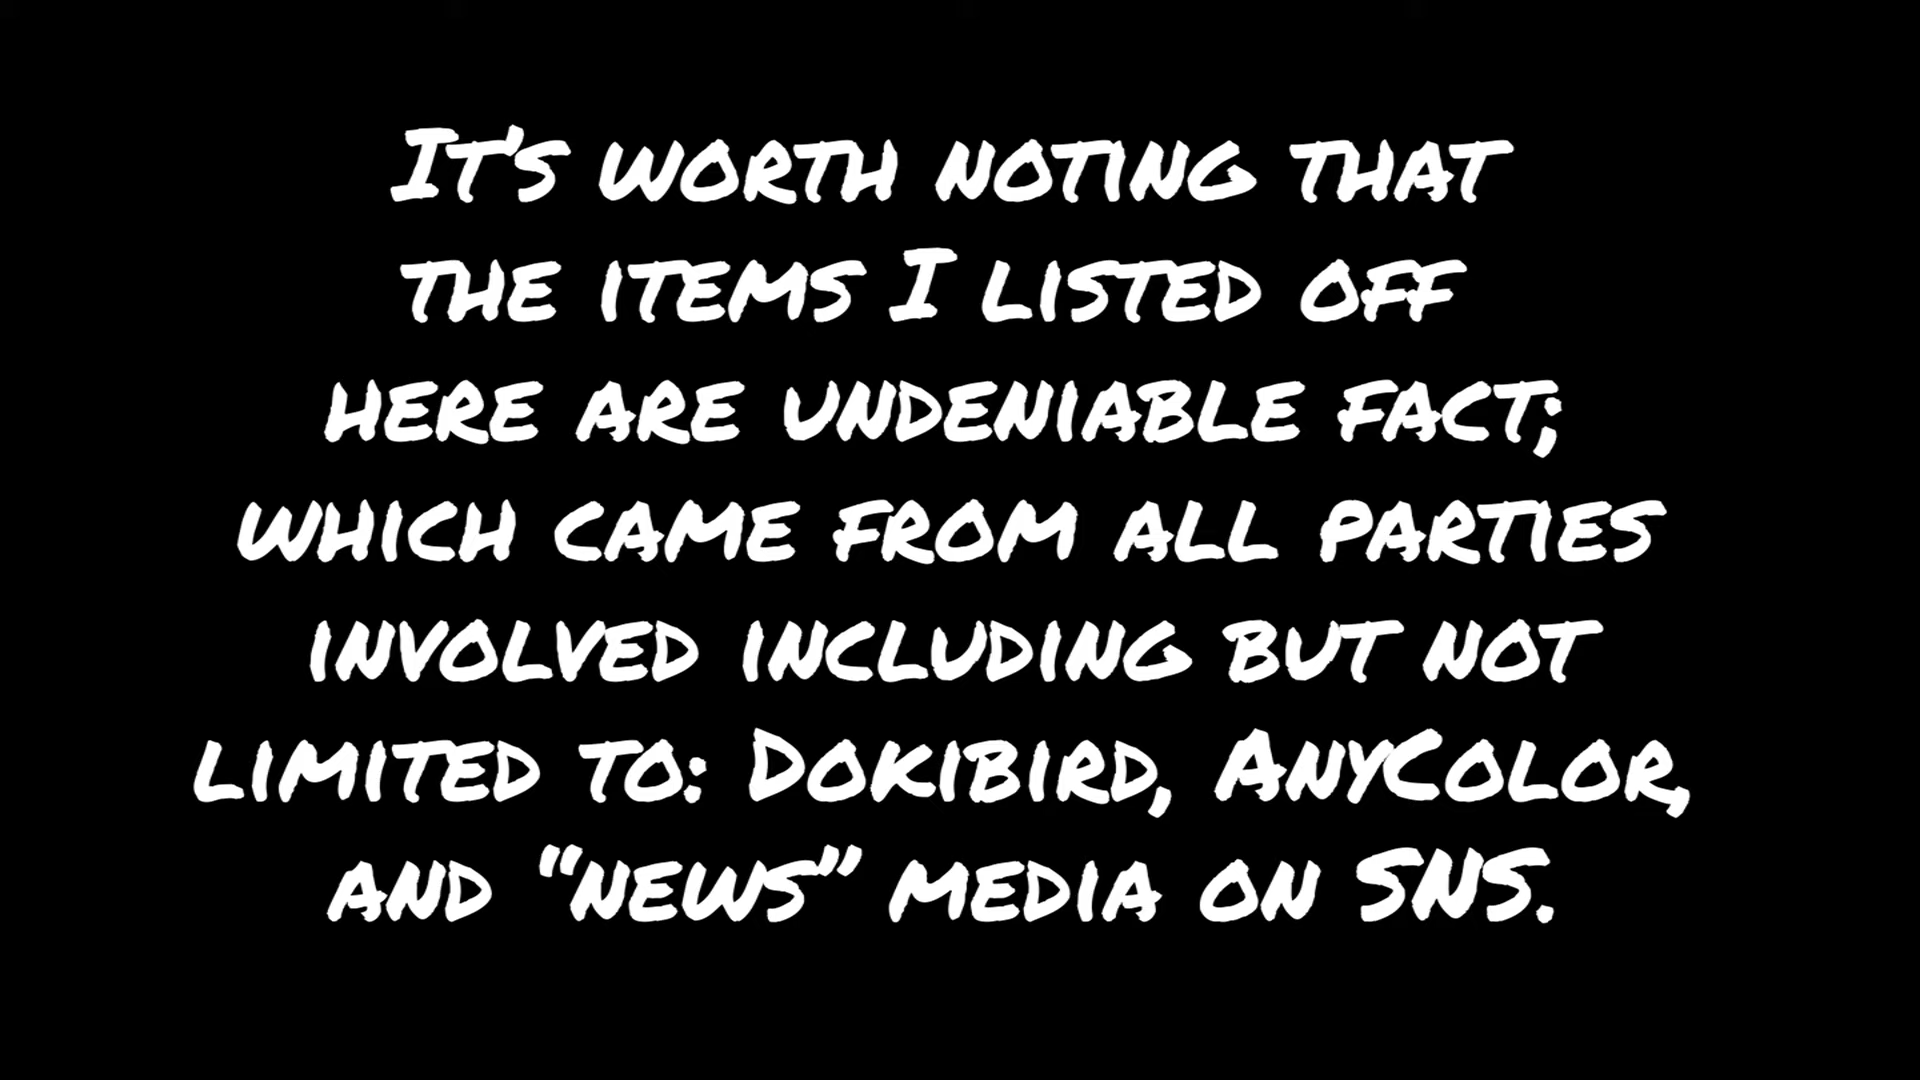 It's worth noting that
the items I listed off
here are undeniable fact;
which came from all parties
involved including but not
limited to: Dokibird, AnyColor,
and “news” media on SNS.